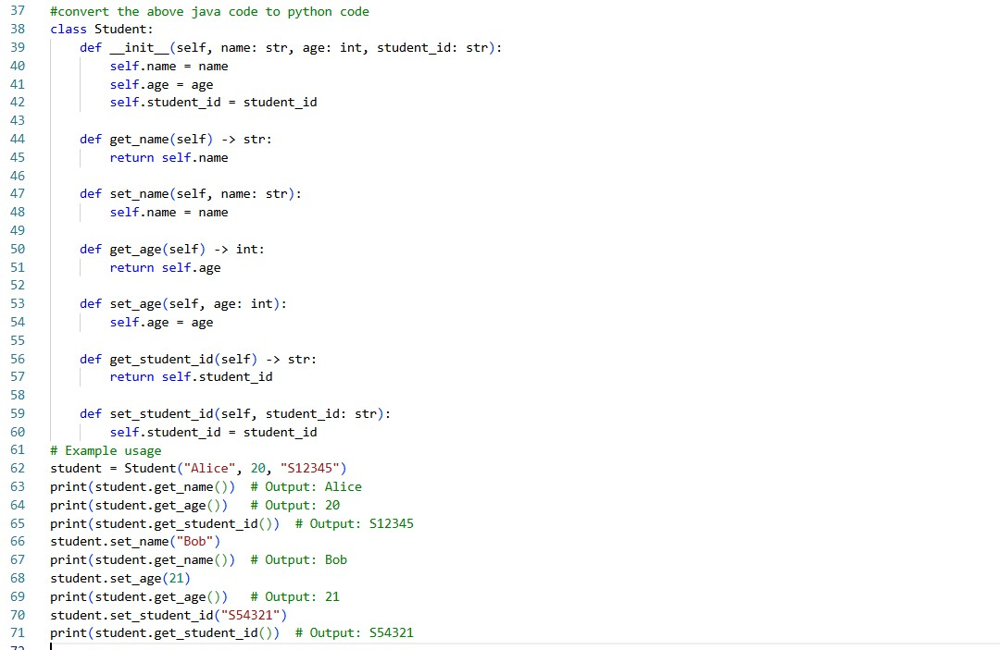 37 #convert the above java code to python code
38 class Student:
39     def __init__(self, name: str, age: int, student_id: str):
40         self.name = name
41         self.age = age
42         self.student_id = student_id
43
44     def get_name(self) -> str:
45         return self.name
46
47     def set_name(self, name: str):
48         self.name = name
49
50     def get_age(self) -> int:
51         return self.age
52
53     def set_age(self, age: int):
54         self.age = age
55
56     def get_student_id(self) -> str:
57         return self.student_id
58
59     def set_student_id(self, student_id: str):
60         self.student_id = student_id
61 # Example usage
62 student = Student("Alice", 20, "S12345")
63 print(student.get_name())  # Output: Alice
64 print(student.get_age())   # Output: 20
65 print(student.get_student_id())  # Output: S12345
66 student.set_name("Bob")
67 print(student.get_name())  # Output: Bob
68 student.set_age(21)
69 print(student.get_age())   # Output: 21
70 student.set_student_id("S54321")
71 print(student.get_student_id())  # Output: S54321
72